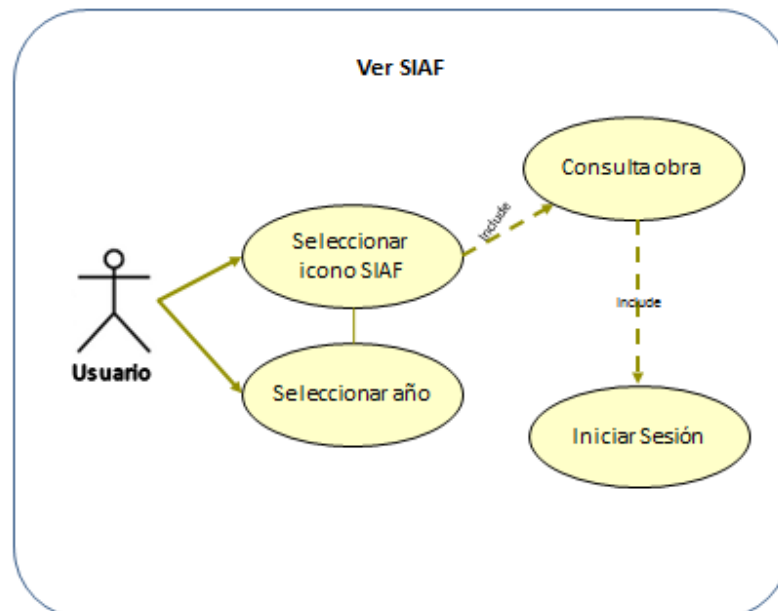 Ver SIAF
Consulta obra
Include
Seleccionar
icono SIAF
Include
Usuario
Seleccionar año
Iniciar Sesión